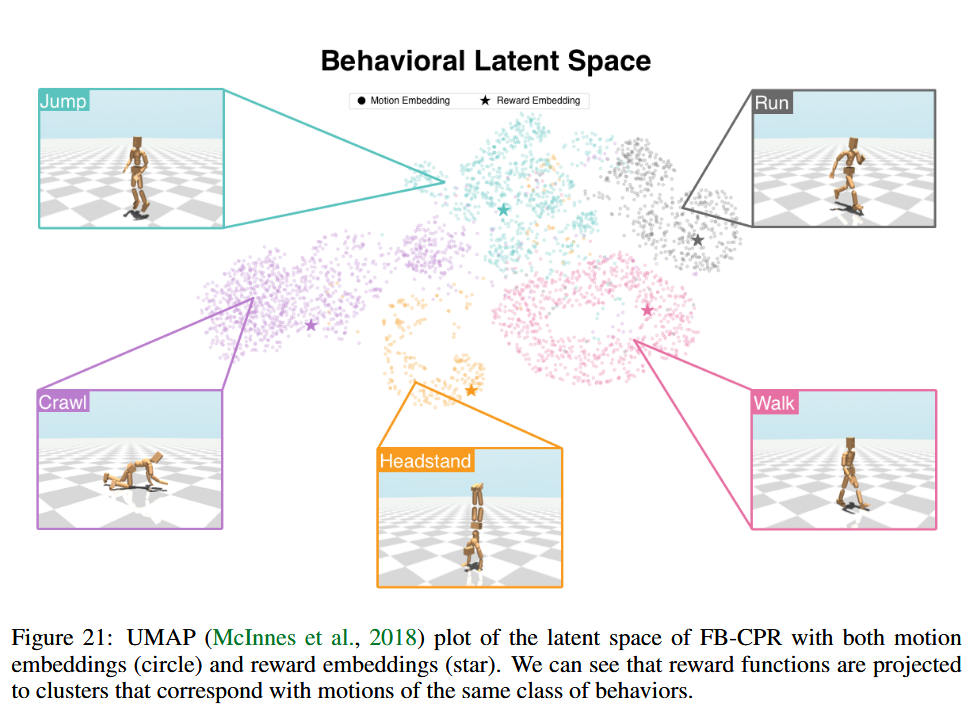 Behavioral Latent Space
Motion Embedding
Reward Embedding
Jump
Run
Crawl
Headstand
Walk
Figure 21: UMAP (McInnes et al., 2018) plot of the latent space of FB-CPR with both motion
embeddings (circle) and reward embeddings (star). We can see that reward functions are projected
to clusters that correspond with motions of the same class of behaviors.